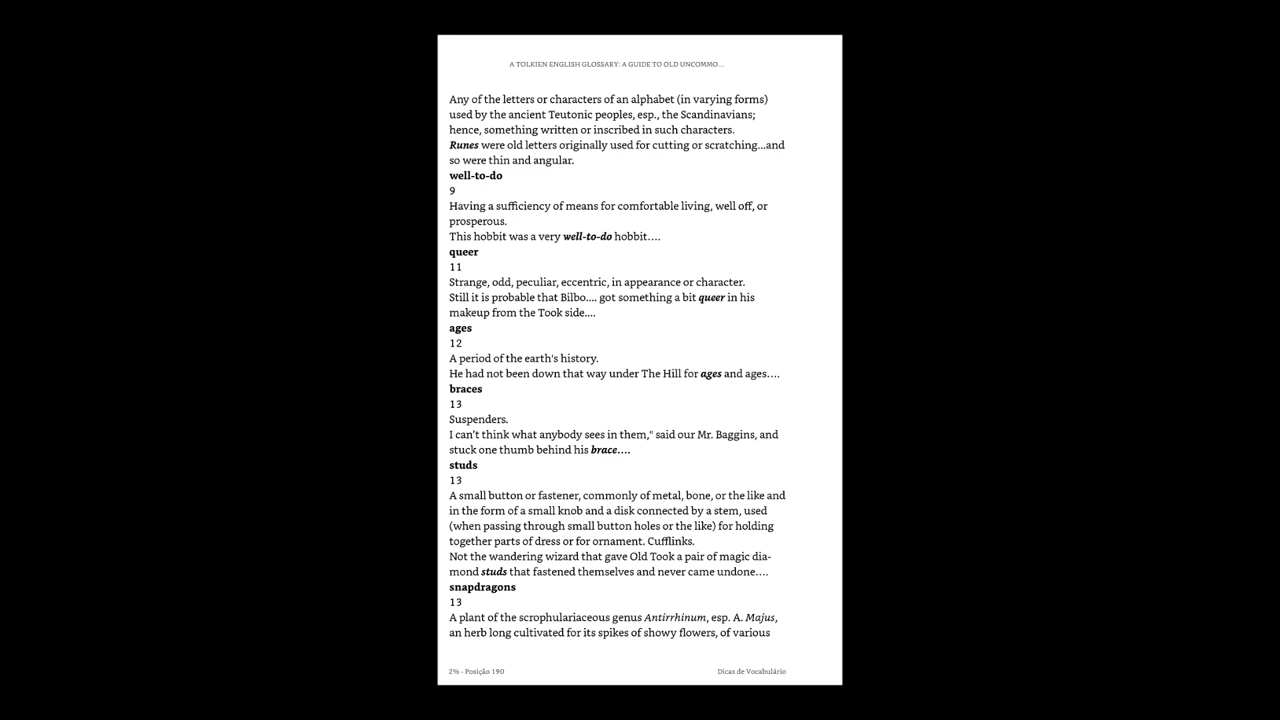 A TOLKIEN ENGLISH GLOSSARY: A GUIDE TO OLD UNCOMMO...
Any of the letters or characters of an alphabet (in varying forms)
used by the ancient Teutonic peoples, esp., the Scandinavians;
hence, something written or inscribed in such characters.
Runes were old letters originally used for cutting or scratching...and
so were thin and angular.
well-to-do
9
Having a sufficiency of means for comfortable living, well off, or
prosperous.
This hobbit was a very well-to-do hobbit....
queer
11
Strange, odd, peculiar, eccentric, in appearance or character.
Still it is probable that Bilbo.... got something a bit queer in his
makeup from the Took side....
ages
12
A period of the earth's history.
He had not been down that way under The Hill for ages and ages....
braces
13
Suspenders.
I can't think what anybody sees in them," said our Mr. Baggins, and
stuck one thumb behind his brace....
studs
13
A small button or fastener, commonly of metal, bone, or the like and
in the form of a small knob and a disk connected by a stem, used
(when passing through small button holes or the like) for holding
together parts of dress or for ornament. Cufflinks.
Not the wandering wizard that gave Old Took a pair of magic dia-
mond studs that fastened themselves and never came undone....
snapdragons
13
A plant of the scrophulariaceous genus Antirrhinum, esp. A. Majus,
an herb long cultivated for its spikes of showy flowers, of various
2% - Posição 190
Dicas de Vocabulário